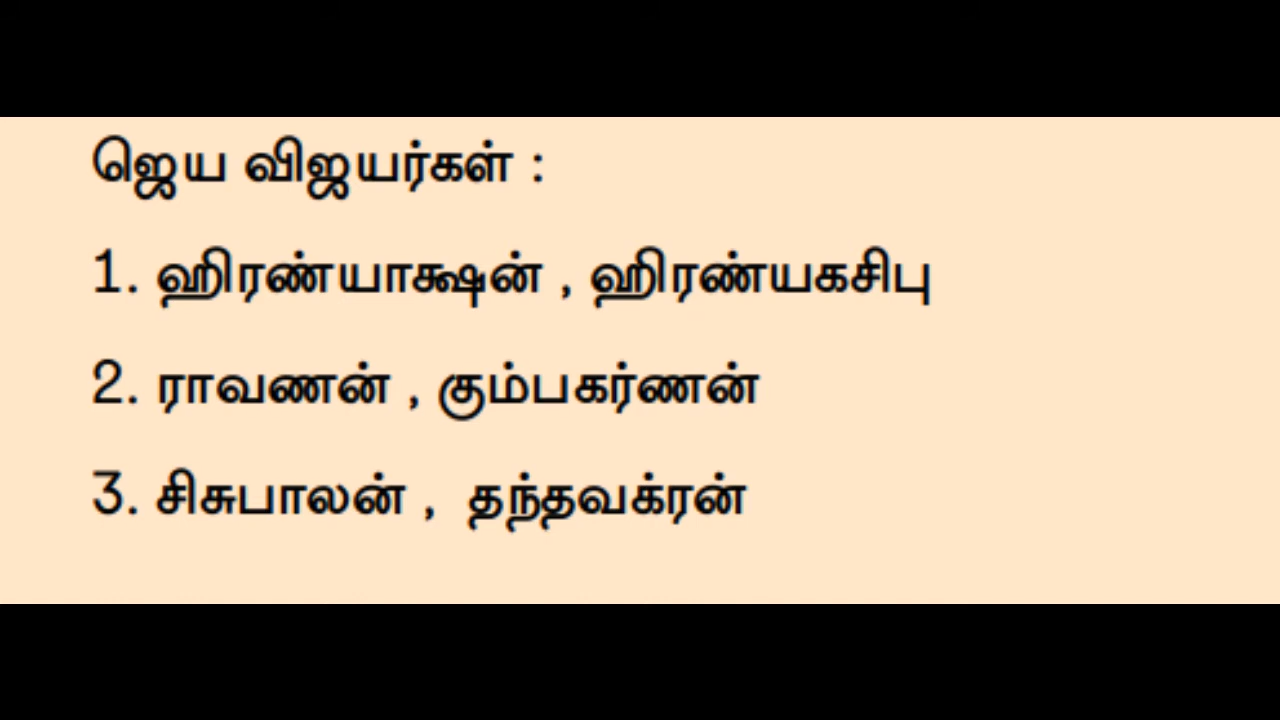 ஜெய விஜயர்கள் :
1. ஹிரண்யாக்ஷன் , ஹிரண்யகசிபு
2. ராவணன் , கும்பகர்ணன்
3. சிசுபாலன் , தந்தவக்ரன்